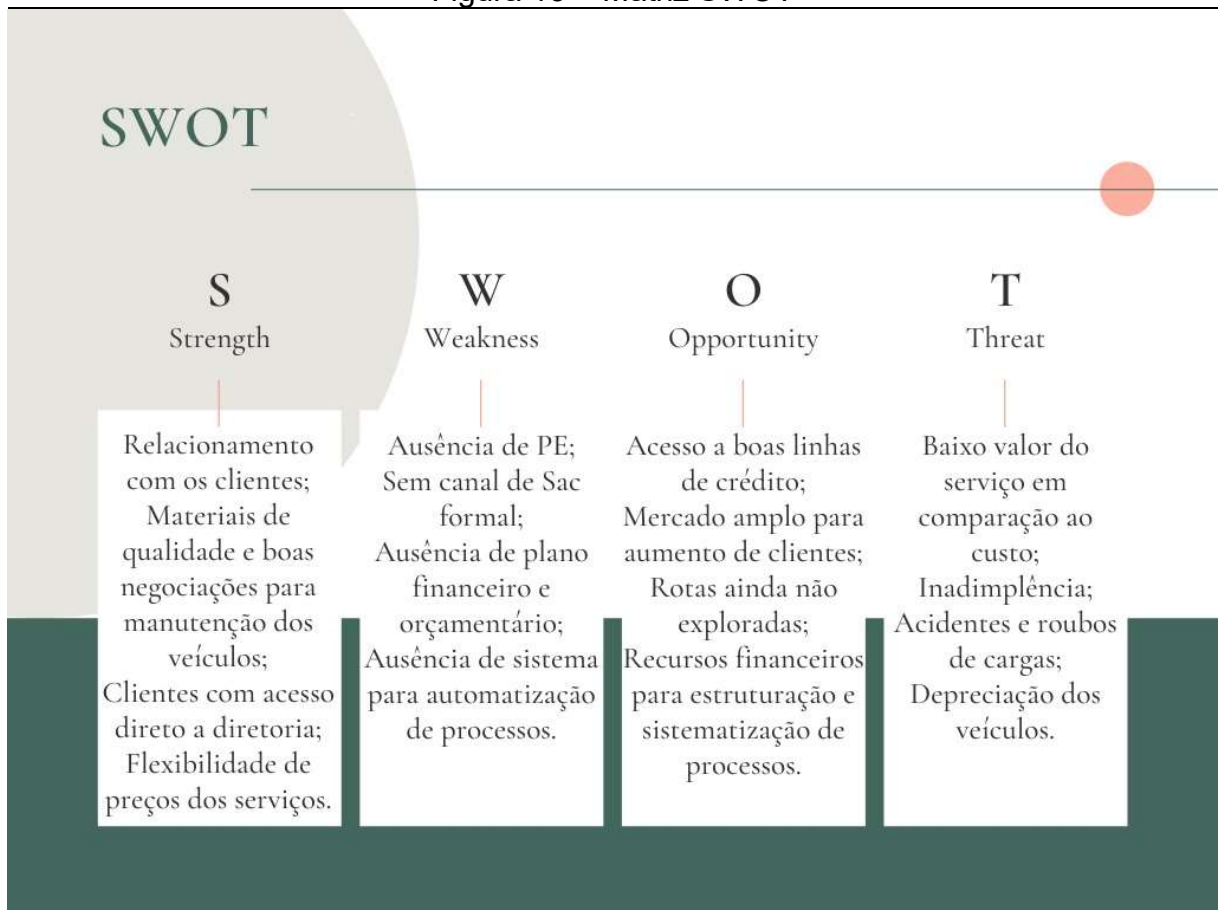 SWOT
S
Strength
Relacionamento
com os clientes;
Materiais de
qualidade e boas
negociações para
manutenção dos
veículos;
Clientes com acesso
direto a diretoria;
Flexibilidade de
preços dos serviços.
W
Weakness
Ausência de PE;
Sem canal de Sac
formal;
Ausência de plano
financeiro e
orçamentário;
Ausência de sistema
para automatização
de processos.
O
Opportunity
Acesso a boas linhas
de crédito;
Mercado amplo para
aumento de clientes;
Rotas ainda não
exploradas;
Recursos financeiros
para estruturação e
sistematização de
processos.
T
Threat
Baixo valor do
serviço em
comparação ao
custo;
Inadimplência;
Acidentes e roubos
de cargas;
Depreciação dos
veículos.